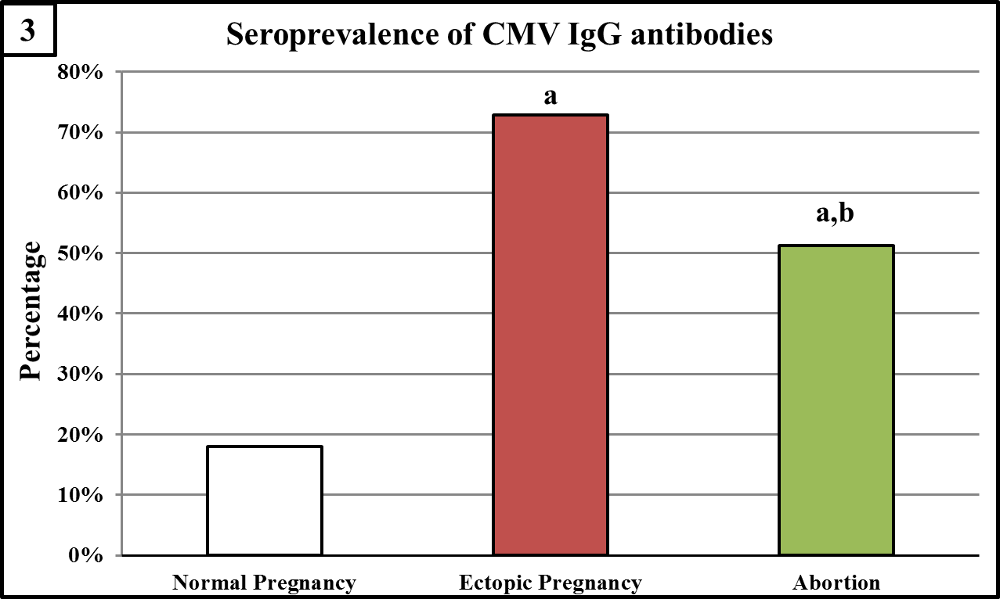 3
Seroprevalence of CMV IgG antibodies
80%
70%
60%
50%
40%
30%
20%
10%
0%
Percentage
a
a,b
Normal Pregnancy
Ectopic Pregnancy
Abortion